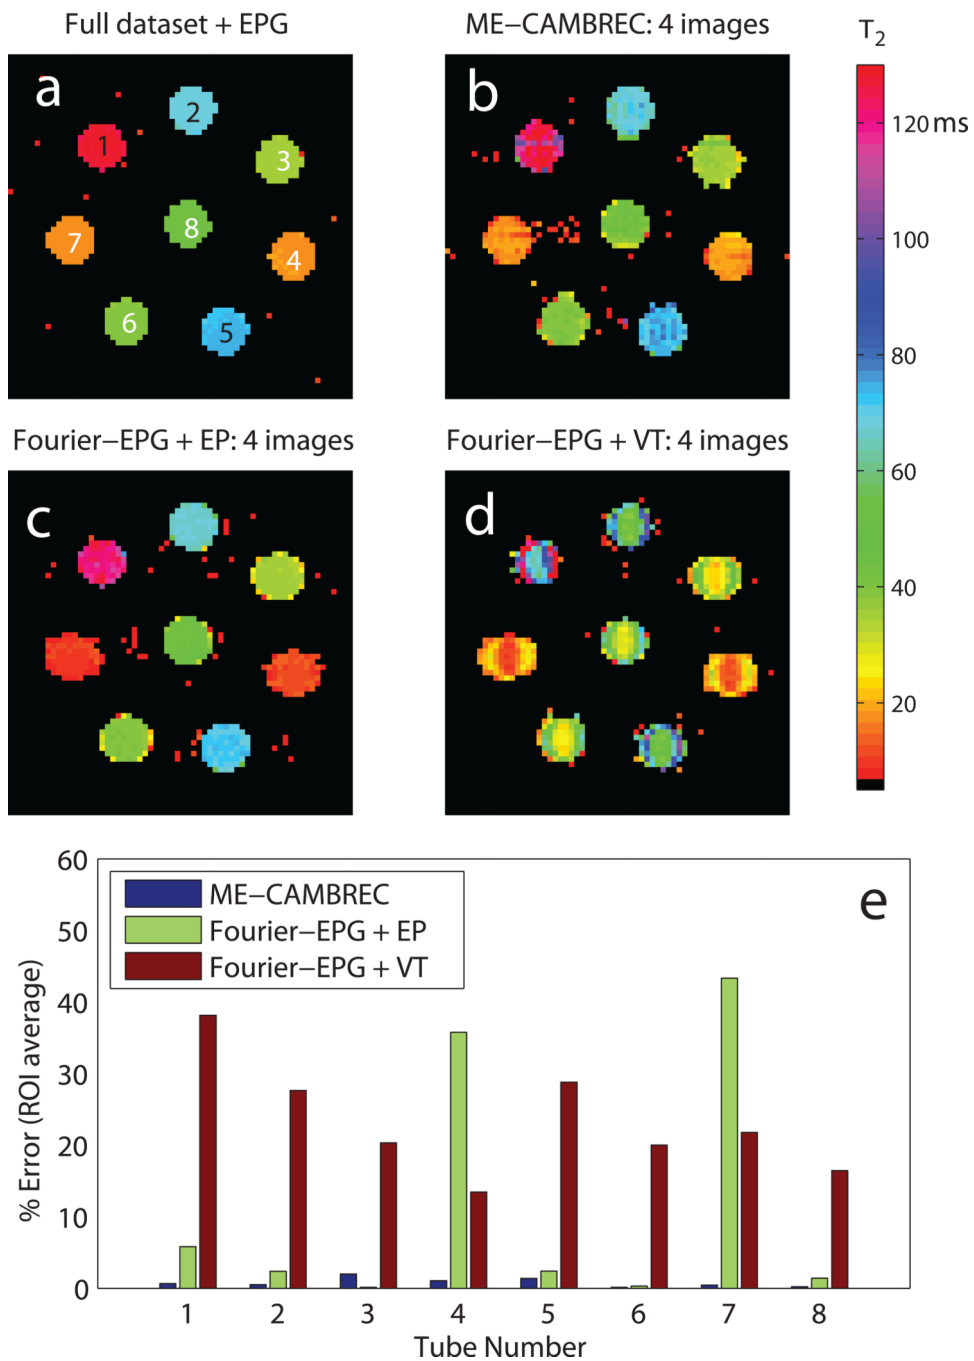 Full dataset + EPG
ME−CAMBREC: 4 images
T2
a
1
2
3
4
5
6
7
8
b
120 ms
100
80
60
40
20
Fourier−EPG + EP: 4 images
Fourier−EPG + VT: 4 images
c
d
e
ME−CAMBREC
Fourier−EPG + EP
Fourier−EPG + VT
% Error (ROI average)
60
50
40
30
20
10
0
1 2 3 4 5 6 7 8
Tube Number